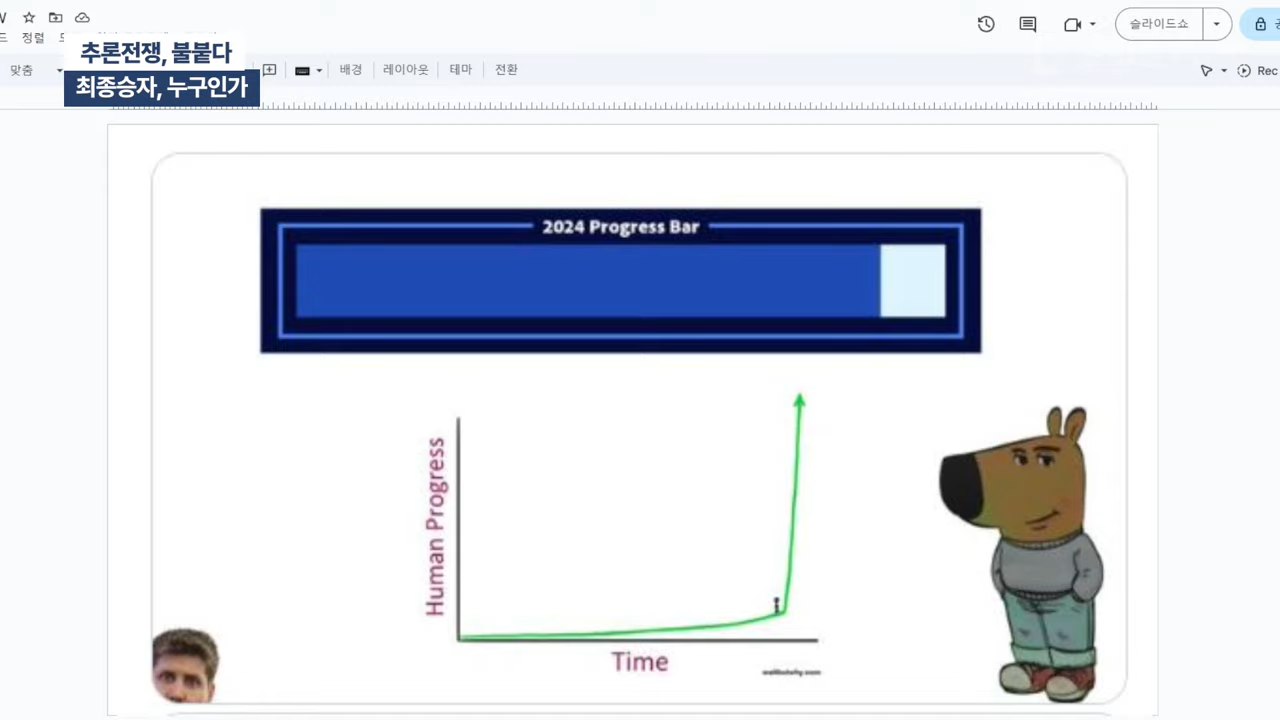 정렬
슬라이드쇼
추론전쟁, 불붙다
최종승자, 누구인가
맞춤
배경
레이아웃
테마
전환
Rec
2024 Progress Bar
Human Progress
Time
waitbutwhy.com